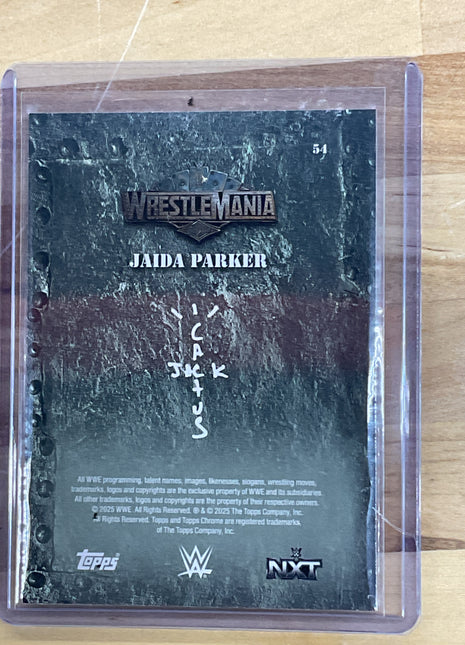 54
WRESTLEMANIA
JAIDA PARKER
CACTUS
JACK
All WWE programming, talent names, images, likenesses, slogans, wrestling moves,
trademarks, logos and copyrights are the exclusive property of WWE and its subsidiaries.
All other trademarks, logos and copyrights are the property of their respective owners.
© 2025 WWE. All Rights Reserved. ® & © 2025 The Topps Company, Inc.
All Rights Reserved. Topps and Topps Chrome are registered trademarks
of The Topps Company, Inc.
topps
W
NXT